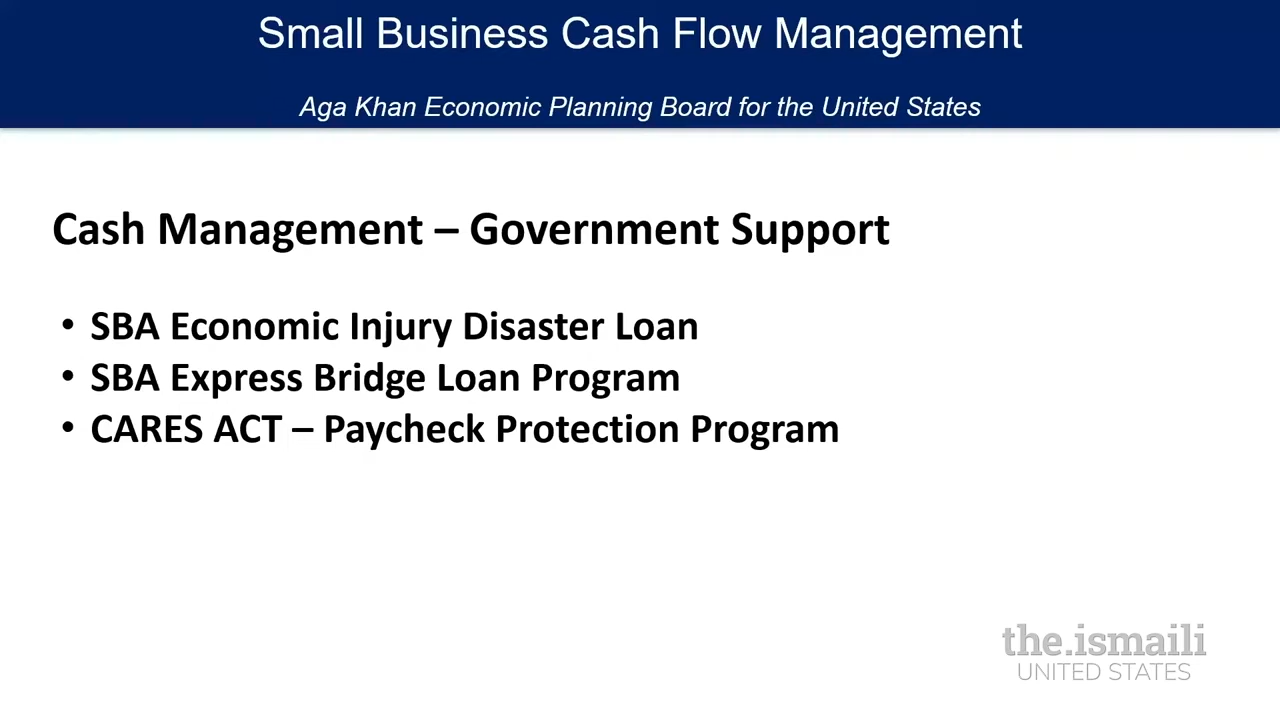 Small Business Cash Flow Management
Aga Khan Economic Planning Board for the United States
Cash Management – Government Support
• SBA Economic Injury Disaster Loan
• SBA Express Bridge Loan Program
• CARES ACT – Paycheck Protection Program
the.ismaili
UNITED STATES